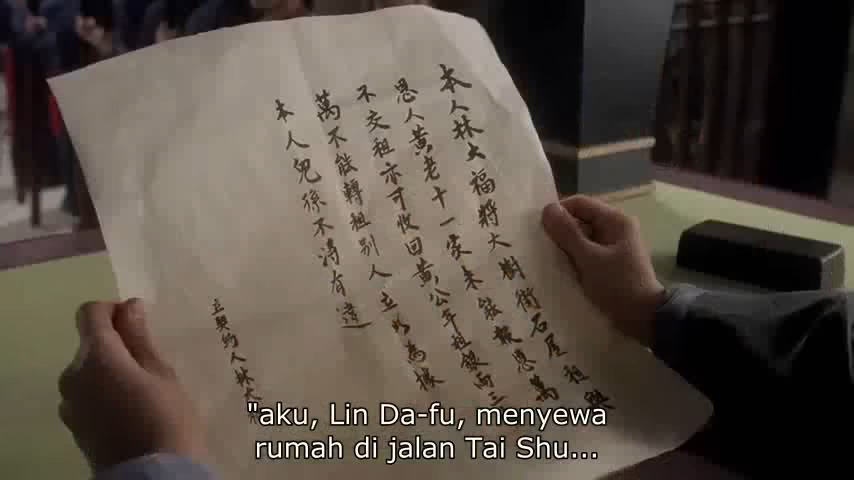 本人林大福將大樹街石屋租與
恩人黃老十一家未能報恩萬
不交租亦可收回黃公年租銀兩三
萬不能轉租別人立此為據
本人兒孫不得有違
立契約人林大
"aku, Lin Da-fu, menyewa
rumah di jalan Tai Shu...